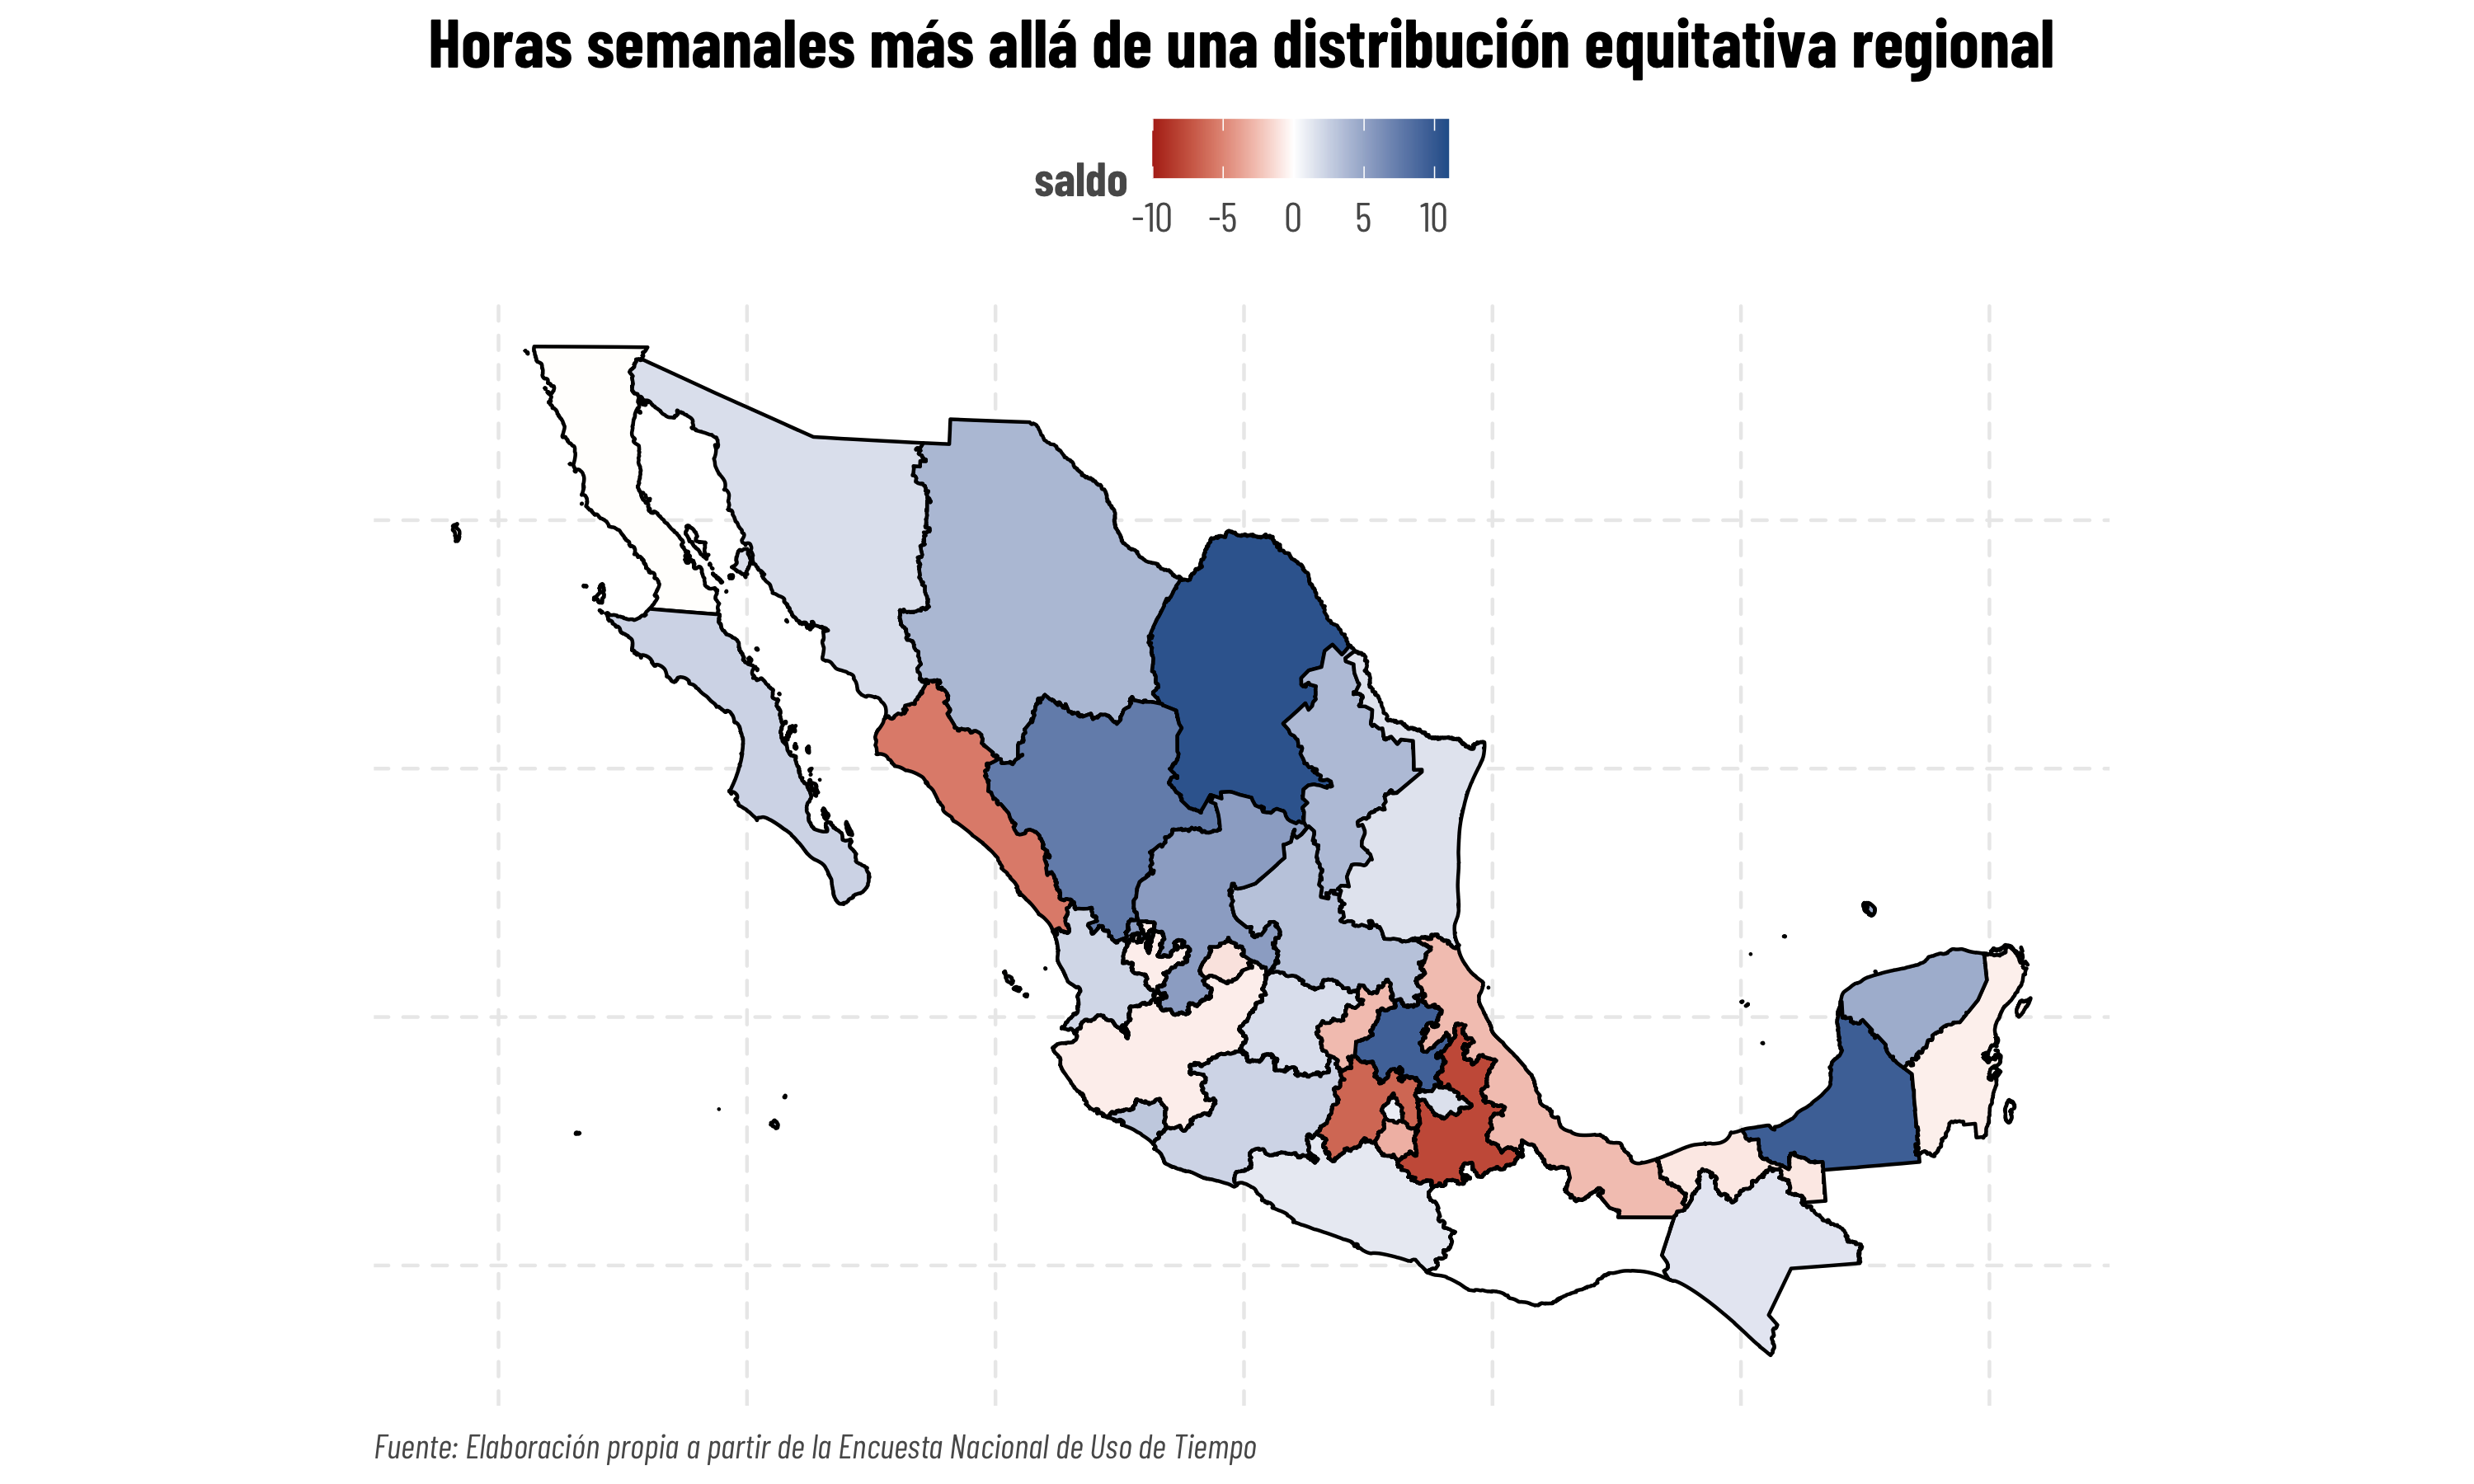 Horas semanales más allá de una distribución equitativa regional
saldo
-10 -5 0 5 10
Fuente: Elaboración propia a partir de la Encuesta Nacional de Uso de Tiempo